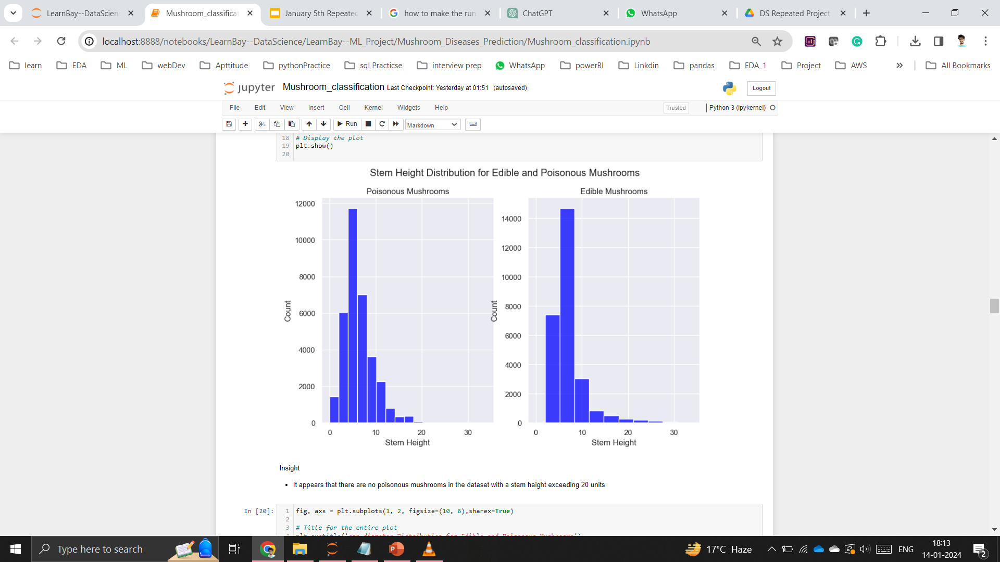 LearnBay--DataScien
Mushroom_classificat
January 5th Repeated
how to make the run
ChatGPT
WhatsApp
DS Repeated Project
localhost:8888/notebooks/LearnBay--DataScience/LearnBay--ML_Project/Mushroom_Diseases_Prediction/Mushroom_classification.ipynb
learn EDA ML webDev Apttitude pythonPractice sql Practicse interview prep WhatsApp powerBI Linkdin pandas EDA_1 Project AWS » All Bookmarks
jupyter Mushroom_classification Last Checkpoint: Yesterday at 01:51 (autosaved) Logout
File Edit View Insert Cell Kernel Widgets Help Trusted Python 3 (ipykernel)
Run Markdown
18 # Display the plot
19 plt.show()
20
Stem Height Distribution for Edible and Poisonous Mushrooms
Poisonous Mushrooms
12000
10000
8000
6000
4000
2000
0
Count
0 10 20 30
Stem Height
Edible Mushrooms
14000
12000
10000
8000
6000
4000
2000
0
Count
0 10 20 30
Stem Height
Insight
• It appears that there are no poisonous mushrooms in the dataset with a stem height exceeding 20 units
In [20]: 1 fig, axs = plt.subplots(1, 2, figsize=(10, 6),sharex=True)
2
3 # Title for the entire plot
Type here to search
17°C Haze
ENG
18:13
14-01-2024
2